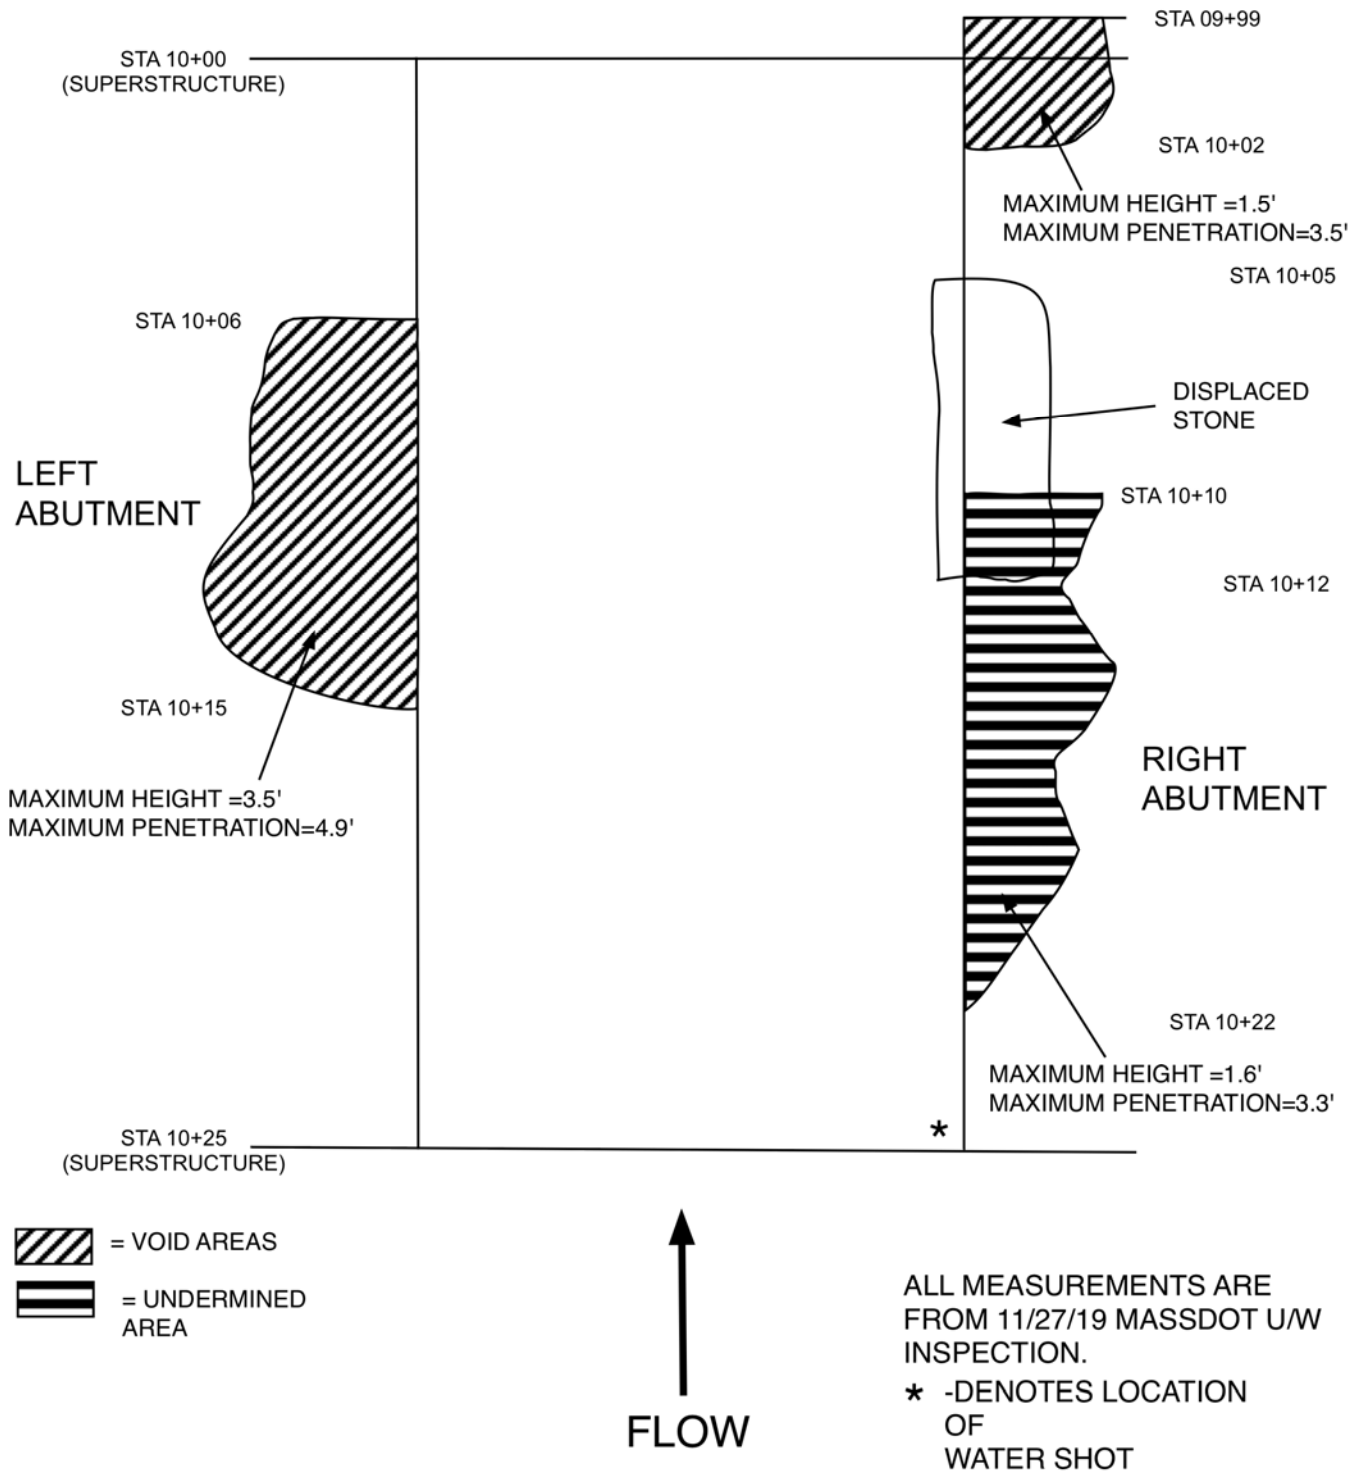 STA 09+99
STA 10+00
(SUPERSTRUCTURE)
STA 10+02
MAXIMUM HEIGHT =1.5'
MAXIMUM PENETRATION=3.5'
STA 10+05
STA 10+06
DISPLACED
STONE
LEFT
ABUTMENT
STA 10+10
STA 10+12
STA 10+15
RIGHT
ABUTMENT
MAXIMUM HEIGHT =3.5'
MAXIMUM PENETRATION=4.9'
STA 10+22
MAXIMUM HEIGHT =1.6'
MAXIMUM PENETRATION=3.3'
*
STA 10+25
(SUPERSTRUCTURE)
= VOID AREAS
= UNDERMINED
AREA
FLOW
ALL MEASUREMENTS ARE
FROM 11/27/19 MASSDOT U/W
INSPECTION.
* -DENOTES LOCATION
OF
WATER SHOT